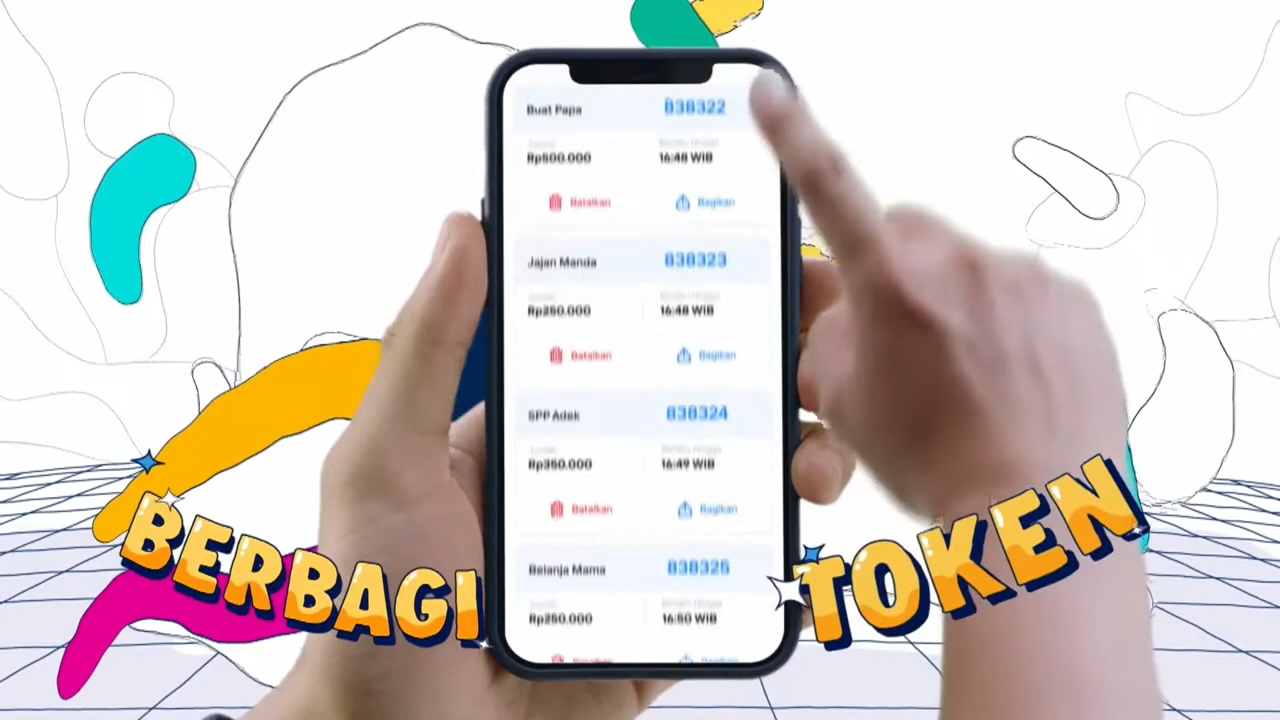 Buat Papa 838322
Rp500.000 16:48 WIB
Batalkan Bagikan
Jajan Manda 838323
Rp250.000 16:48 WIB
Batalkan Bagikan
SPP Adek 838324
Rp350.000 16:49 WIB
Batalkan Bagikan
Belanja Mama 838325
Rp250.000 16:50 WIB
Batalkan Bagikan
BERBAGI TOKEN